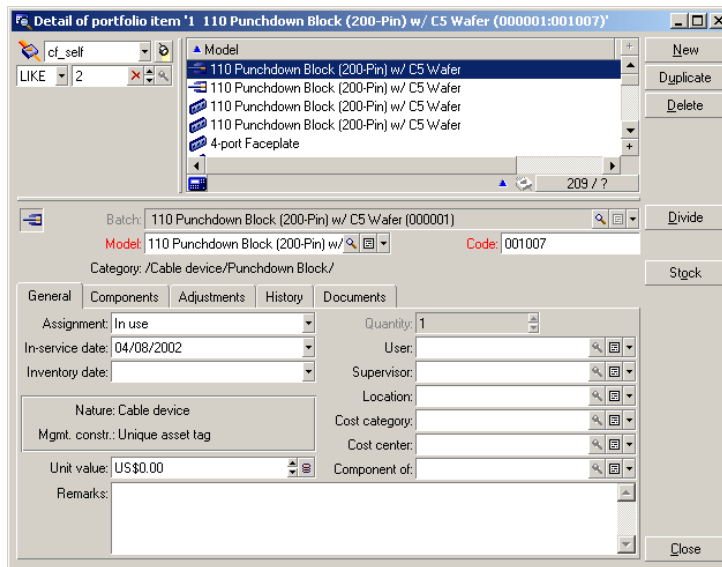 Detail of portfolio item '1 110 Punchdown Block (200-Pin) w/ C5 Wafer (000001:001007)'
cf_self
LIKE 2
Model
110 Punchdown Block (200-Pin) w/ C5 Wafer
110 Punchdown Block (200-Pin) w/ C5 Wafer
110 Punchdown Block (200-Pin) w/ C5 Wafer
110 Punchdown Block (200-Pin) w/ C5 Wafer
4-port Faceplate
209 / ?
New
Duplicate
Delete
Divide
Stock
Close
Batch: 110 Punchdown Block (200-Pin) w/ C5 Wafer (000001)
Model: 110 Punchdown Block (200-Pin) w/ Code: 001007
Category: /Cable device/Punchdown Block/
General Components Adjustments History Documents
Assignment: In use Quantity: 1
In-service date: 04/08/2002 User:
Inventory date: Supervisor:
Location:
Nature: Cable device Cost category:
Mgmt. constr.: Unique asset tag Cost center:
Unit value: US$0.00 Component of:
Remarks: